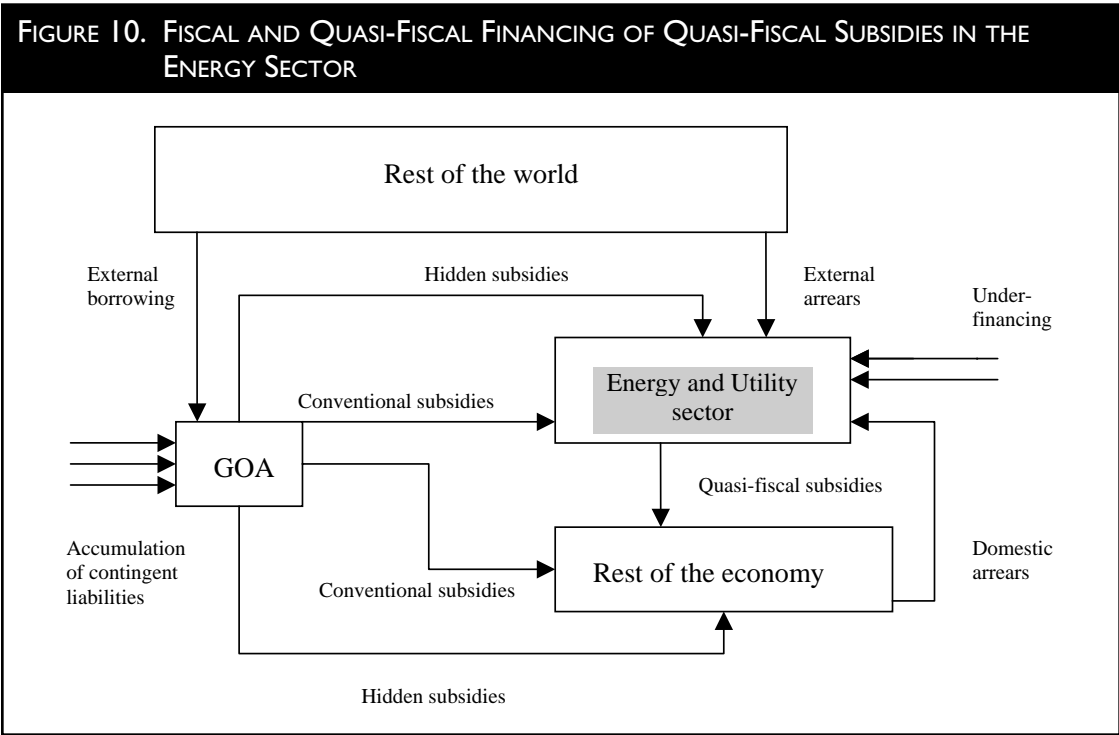 FIGURE 10. FISCAL AND QUASI-FISCAL FINANCING OF QUASI-FISCAL SUBSIDIES IN THE
ENERGY SECTOR
Rest of the world
External
borrowing
Hidden subsidies
External
arrears
Under-
financing
Energy and Utility
sector
Conventional subsidies
GOA
Quasi-fiscal subsidies
Accumulation
of contingent
liabilities
Rest of the economy
Domestic
arrears
Conventional subsidies
Hidden subsidies